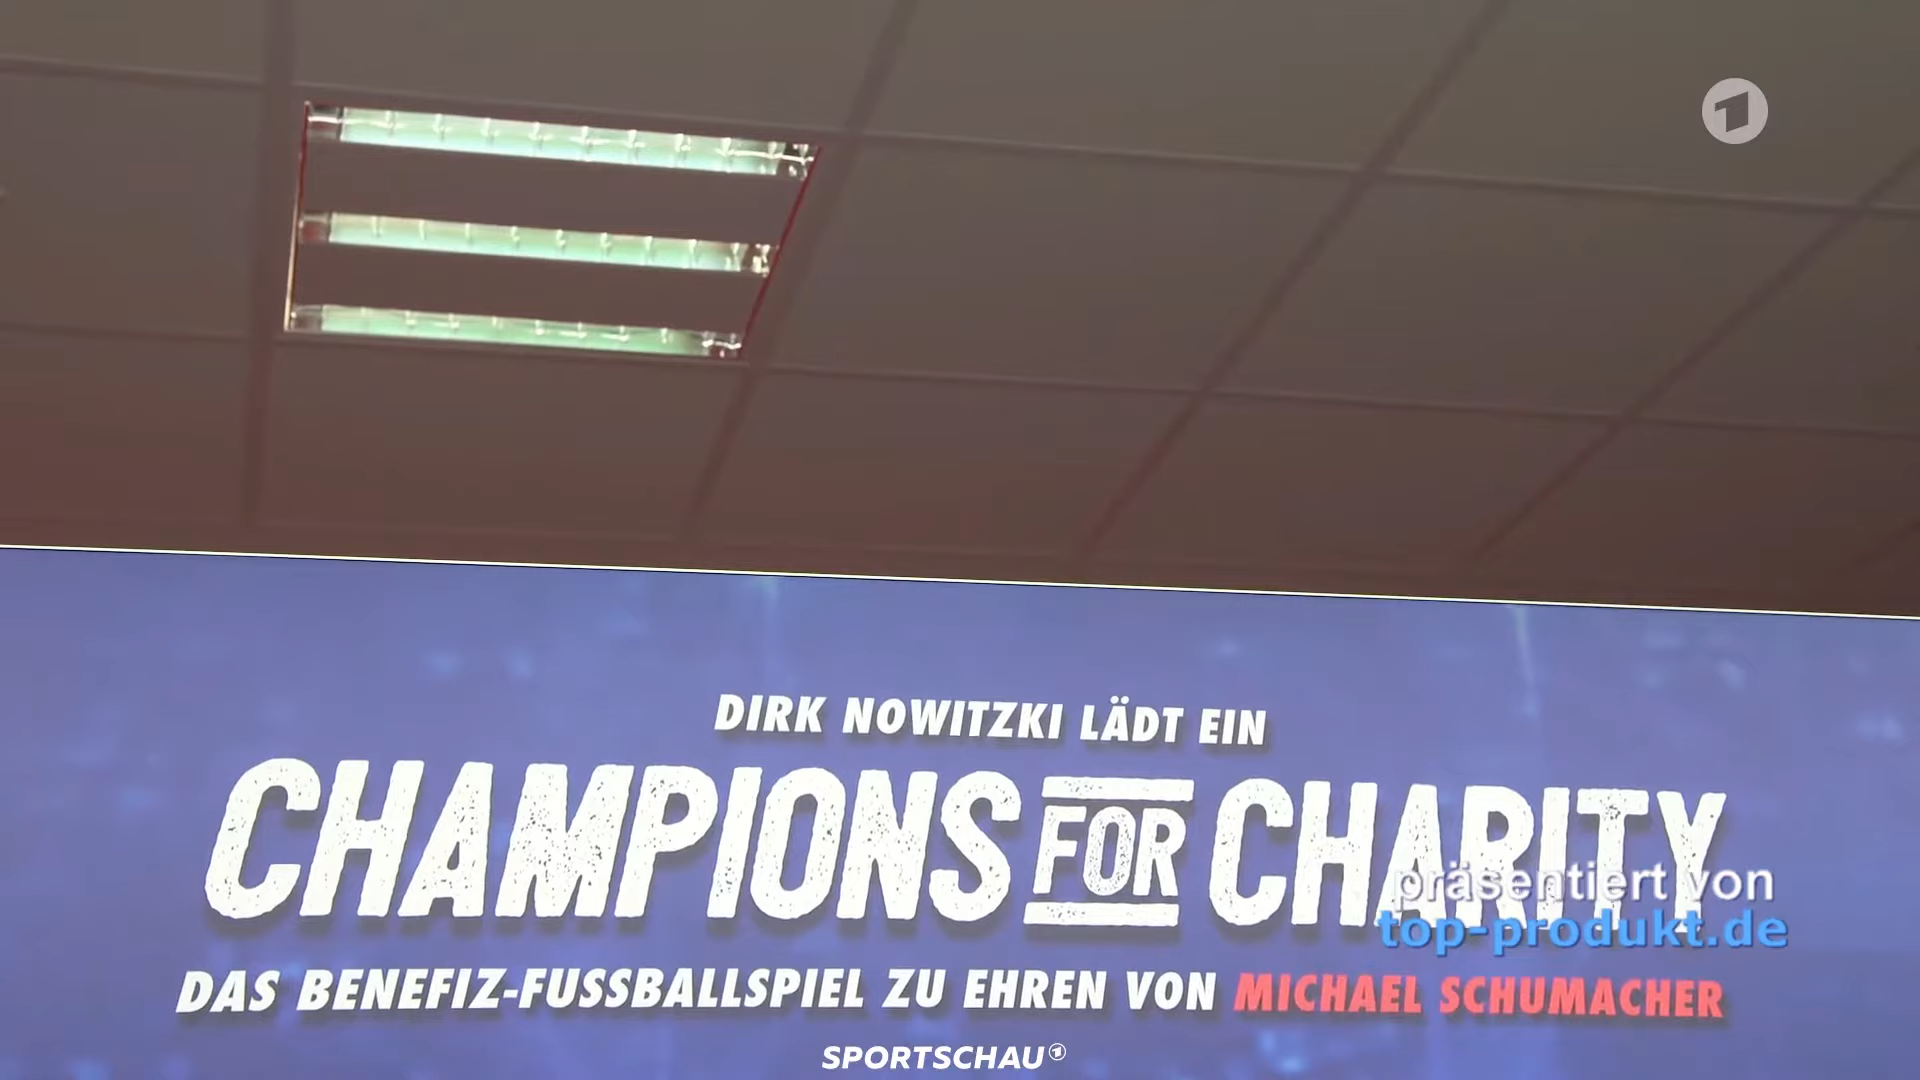 DIRK NOWITZKI LÄDT EIN
CHAMPIONS FOR CHARITY
präsentiert von
top-produkt.de
DAS BENEFIZ-FUSSBALLSPIEL ZU EHREN VON MICHAEL SCHUMACHER
SPORTSCHAU